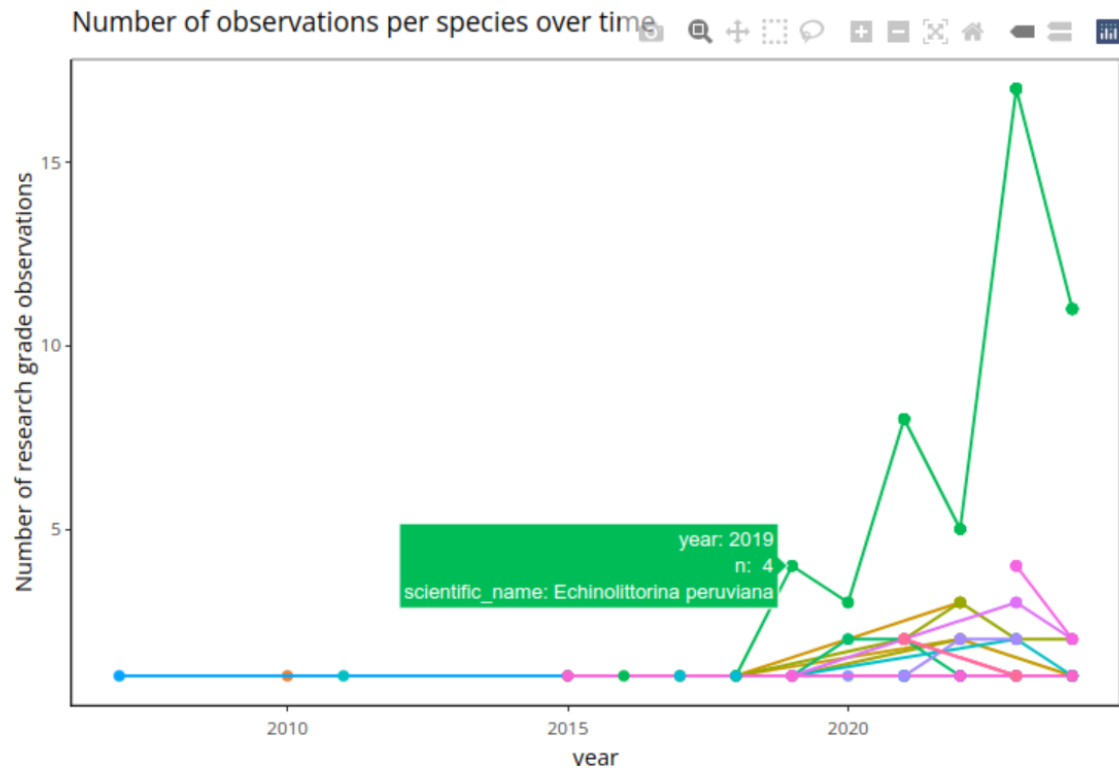 Number of observations per species over time
Number of research grade observations
15
10
5
year: 2019
n: 4
scientific_name: Echinolittorina peruviana
2010
2015
2020
year